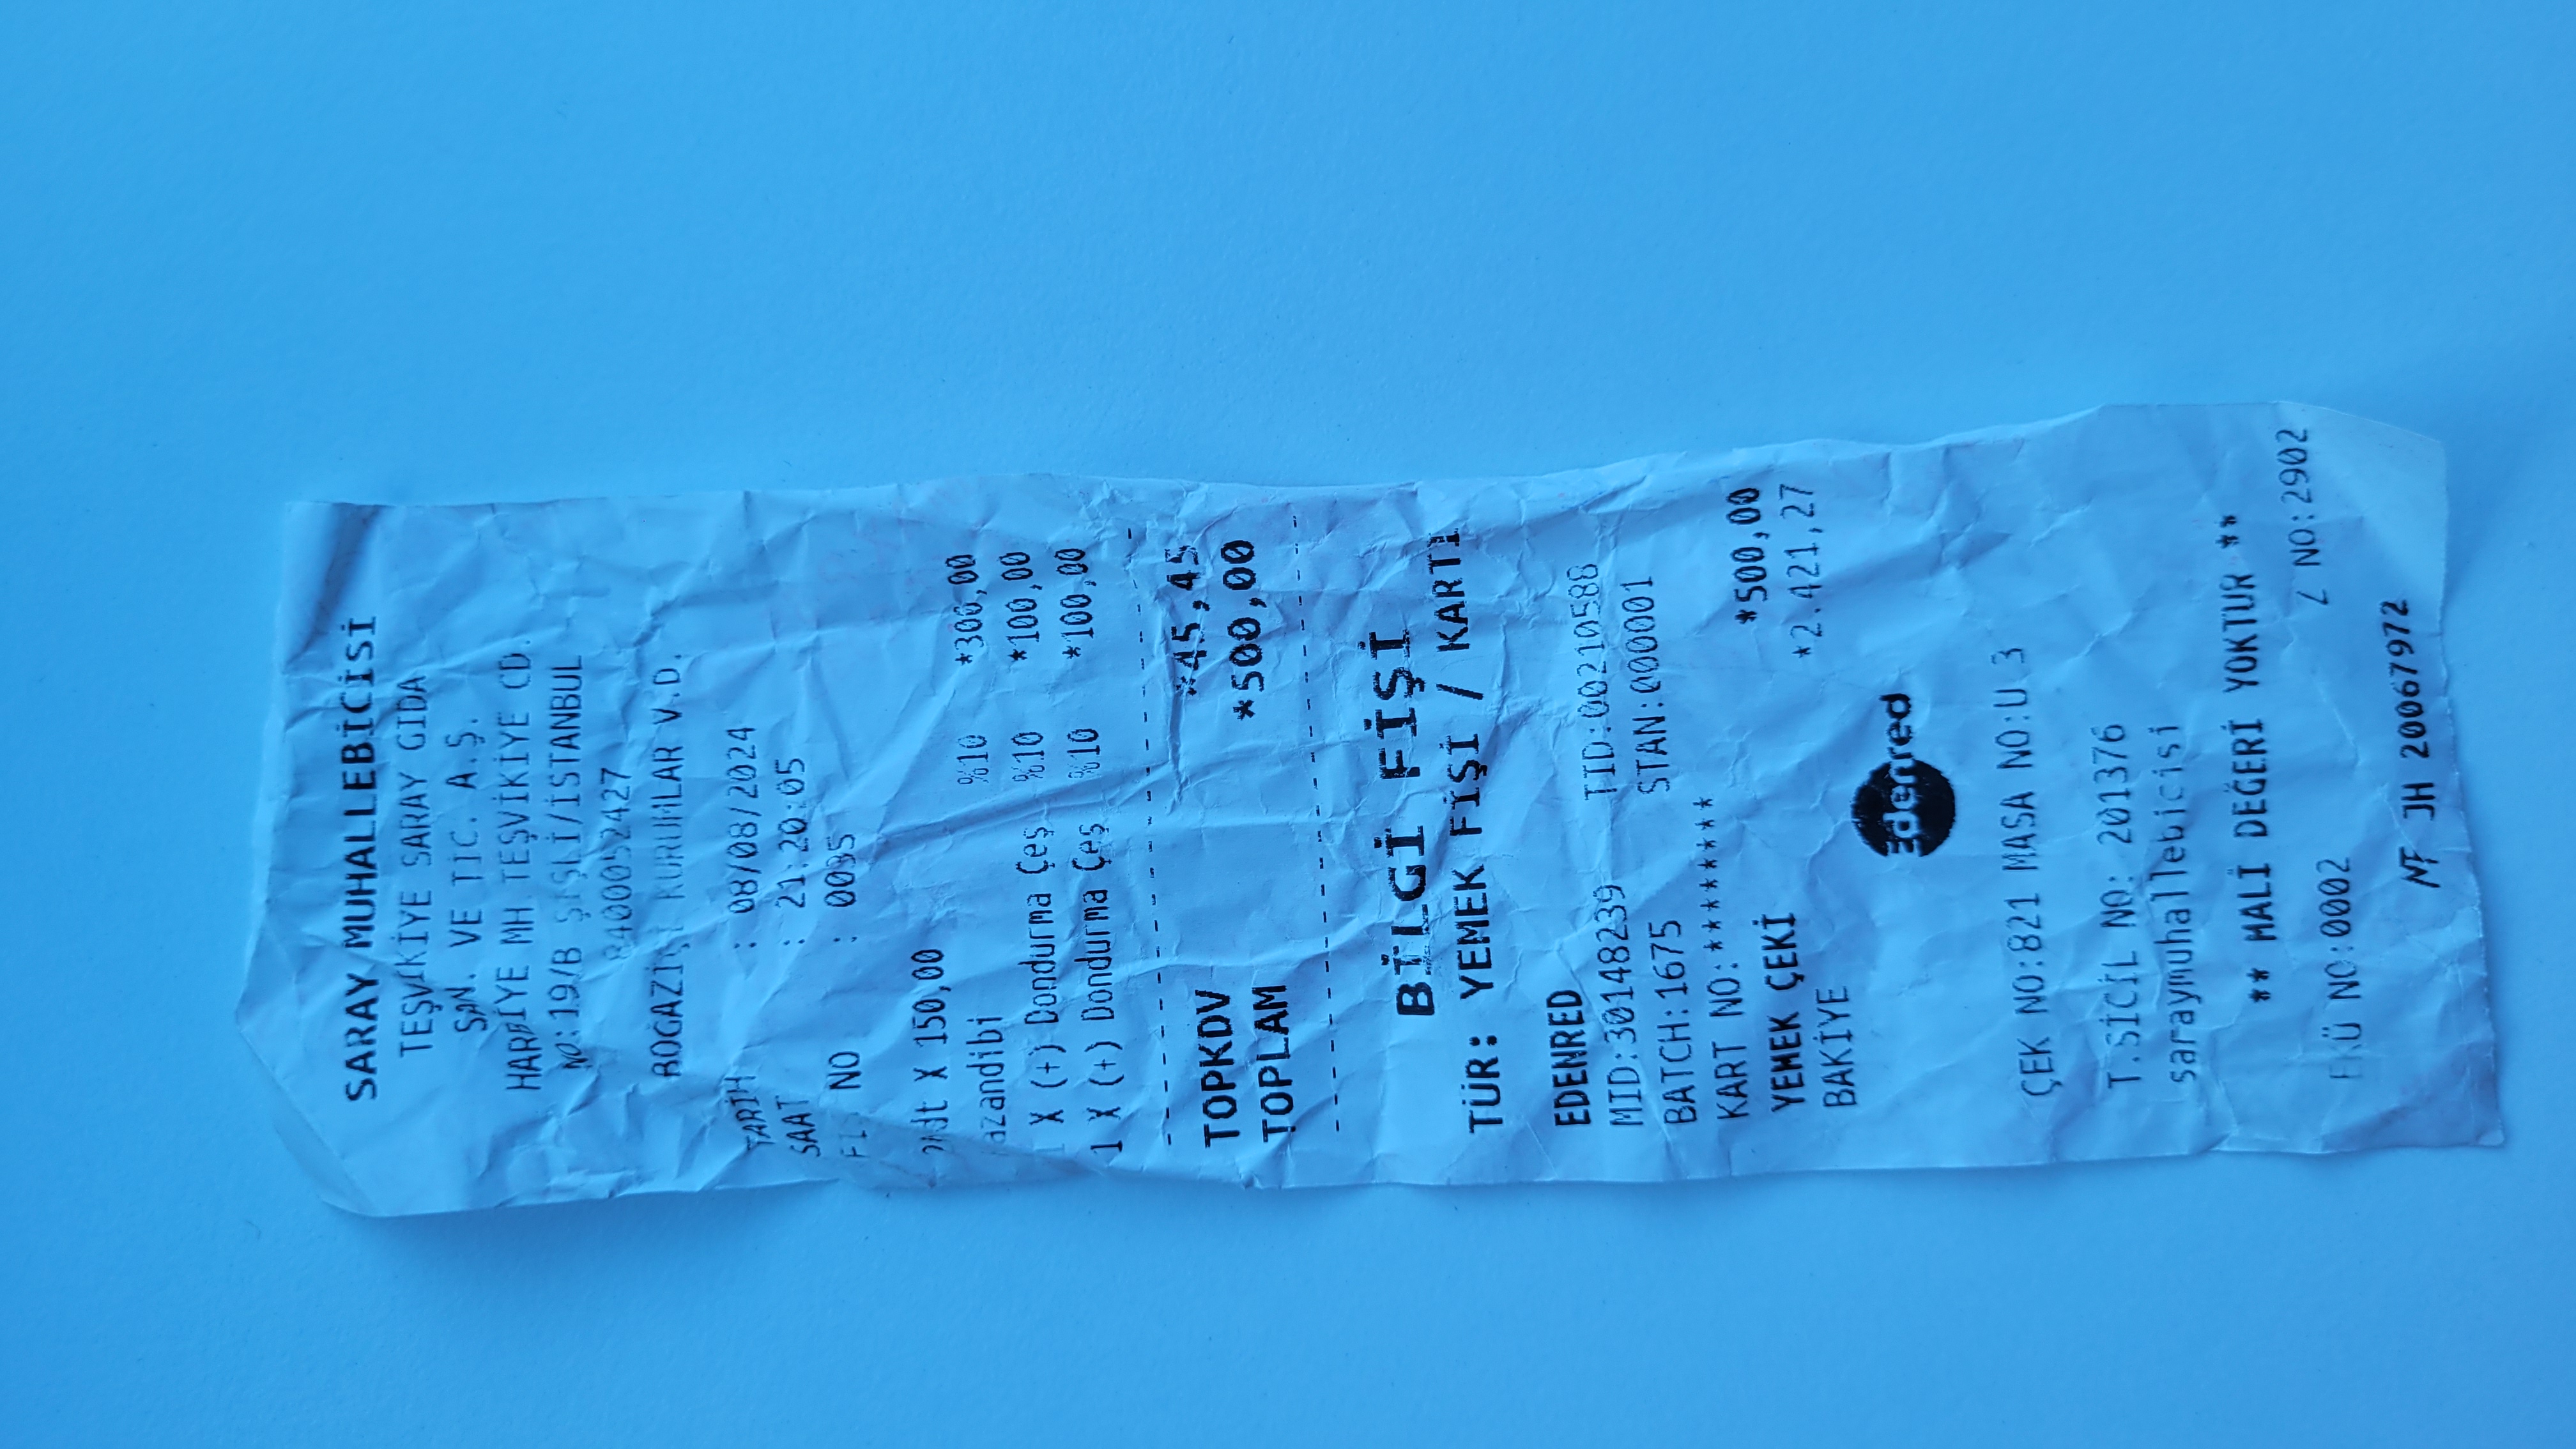 SARAY MUHALLEBİCİSİ
TEŞVİKİYE SARAY GIDA
SAN. VE TİC. A.Ş.
HARBİYE MH TEŞVİKİYE CD.
NO:19/B ŞİŞLİ/İSTANBUL
8400052427
BOĞAZİÇİ KURUMLAR V.D.
TARİH : 08/08/2024
SAAT : 21:20:05
NO :
X 150,00
azandibi %10 *300,00
1 X (+) Dondurma Çeş %10 *100,00
1 X (+) Dondurma Çeş %10 *100,00
TOPKDV *45,45
TOPLAM *500,00
BİLGİ FİŞİ
TÜR: YEMEK FİŞİ / KARTI
EDENRED
MID:30148239 TID:00210588
BATCH:1675 STAN:000001
KART NO:********
YEMEK ÇEKİ *500,00
BAKİYE *2.421,27
Edenred
ÇEK NO:821 MASA NO:U 3
T.SİCİL NO: 201376
saraymuhallebicisi
** MALİ DEĞERİ YOKTUR **
EKÜ NO:0002 Z NO:2902
NF JH 20067972